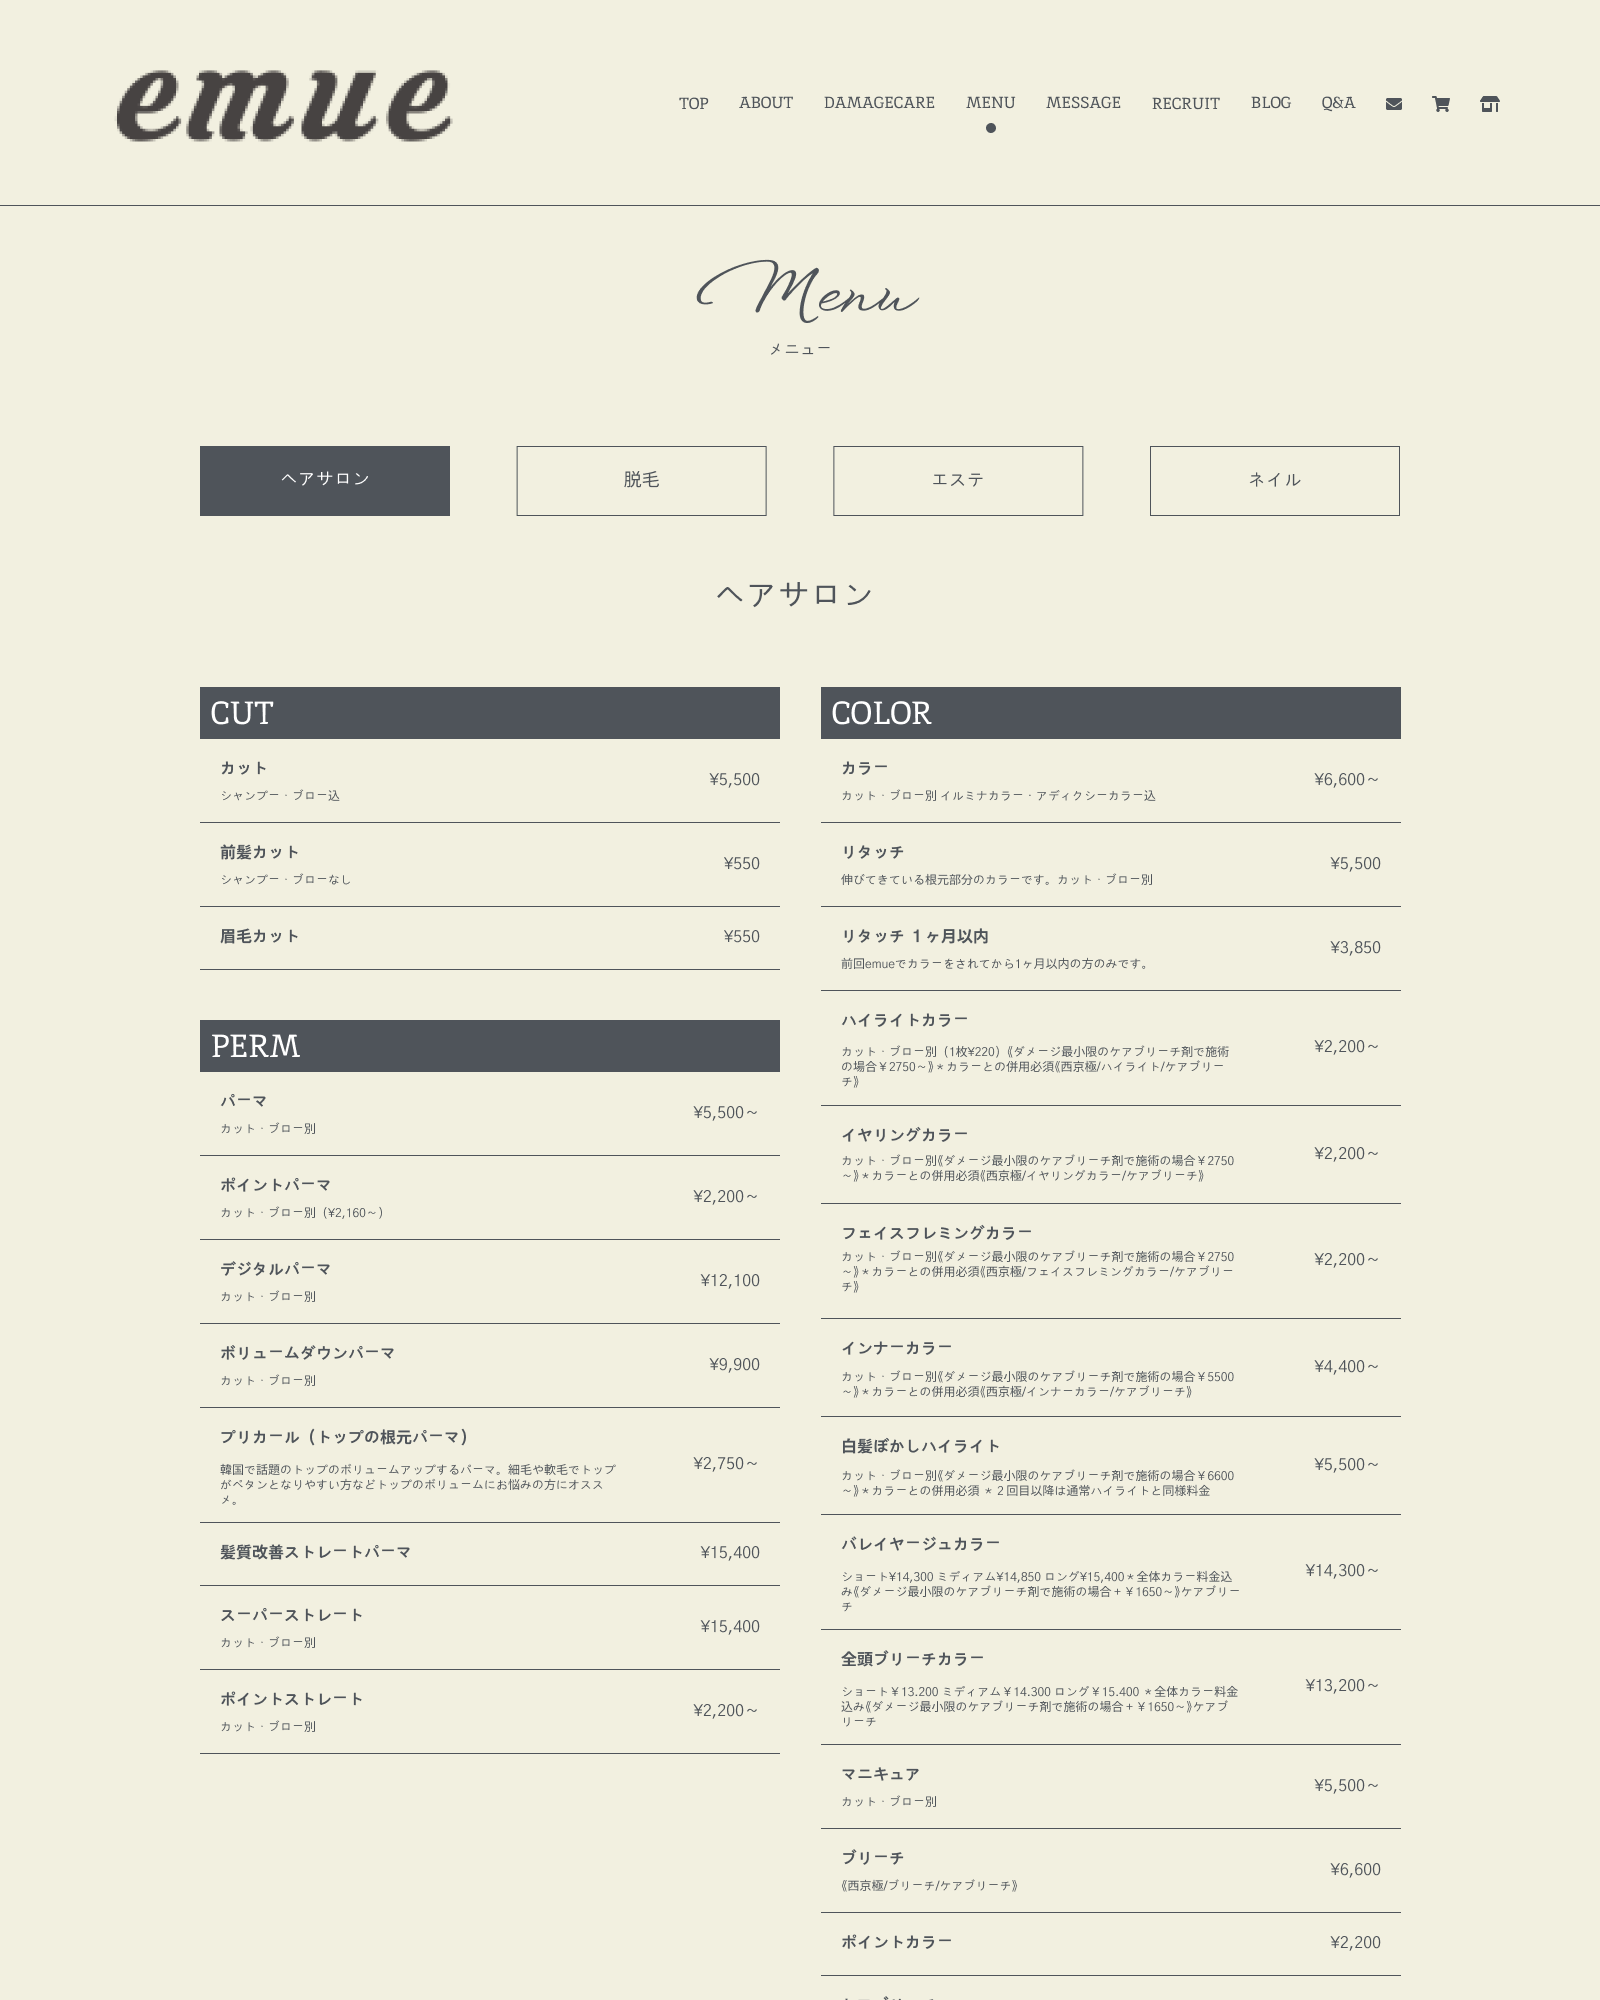 emue
TOP ABOUT DAMAGECARE MENU MESSAGE RECRUIT BLOG Q&A
Menu
メニュー
ヘアサロン
脱毛
エステ
ネイル
ヘアサロン
CUT
カット
シャンプー・ブロー込
¥5,500
前髪カット
シャンプー・ブローなし
¥550
眉毛カット
¥550
PERM
パーマ
カット・ブロー別
¥5,500～
ポイントパーマ
カット・ブロー別（¥2,160～）
¥2,200～
デジタルパーマ
カット・ブロー別
¥12,100
ボリュームダウンパーマ
カット・ブロー別
¥9,900
プリカール（トップの根元パーマ）
韓国で話題のトップのボリュームアップするパーマ。細毛や軟毛でトップ
がペタンとなりやすい方などトップのボリュームにお悩みの方にオスス
メ。
¥2,750～
髪質改善ストレートパーマ
¥15,400
スーパーストレート
カット・ブロー別
¥15,400
ポイントストレート
カット・ブロー別
¥2,200～
COLOR
カラー
カット・ブロー別 イルミナカラー・アディクシーカラー込
¥6,600～
リタッチ
伸びてきている根元部分のカラーです。カット・ブロー別
¥5,500
リタッチ １ヶ月以内
前回emueでカラーをされてから1ヶ月以内の方のみです。
¥3,850
ハイライトカラー
カット・ブロー別（1枚¥220）《ダメージ最小限のケアブリーチ剤で施術
の場合￥2750～》＊カラーとの併用必須《西京極/ハイライト/ケアブリー
チ》
¥2,200～
イヤリングカラー
カット・ブロー別《ダメージ最小限のケアブリーチ剤で施術の場合￥2750
～》＊カラーとの併用必須《西京極/イヤリングカラー/ケアブリーチ》
¥2,200～
フェイスフレミングカラー
カット・ブロー別《ダメージ最小限のケアブリーチ剤で施術の場合￥2750
～》＊カラーとの併用必須《西京極/フェイスフレミングカラー/ケアブリー
チ》
¥2,200～
インナーカラー
カット・ブロー別《ダメージ最小限のケアブリーチ剤で施術の場合￥5500
～》＊カラーとの併用必須《西京極/インナーカラー/ケアブリーチ》
¥4,400～
白髪ぼかしハイライト
カット・ブロー別《ダメージ最小限のケアブリーチ剤で施術の場合￥6600
～》＊カラーとの併用必須 ＊２回目以降は通常ハイライトと同様料金
¥5,500～
バレイヤージュカラー
ショート¥14,300 ミディアム¥14,850 ロング¥15,400＊全体カラー料金込
み《ダメージ最小限のケアブリーチ剤で施術の場合＋￥1650～》ケアブリー
チ
¥14,300～
全頭ブリーチカラー
ショート￥13.200 ミディアム￥14.300 ロング￥15.400 ＊全体カラー料金
込み《ダメージ最小限のケアブリーチ剤で施術の場合＋￥1650～》ケアブ
リーチ
¥13,200～
マニキュア
カット・ブロー別
¥5,500～
ブリーチ
《西京極/ブリーチ/ケアブリーチ》
¥6,600
ポイントカラー
¥2,200